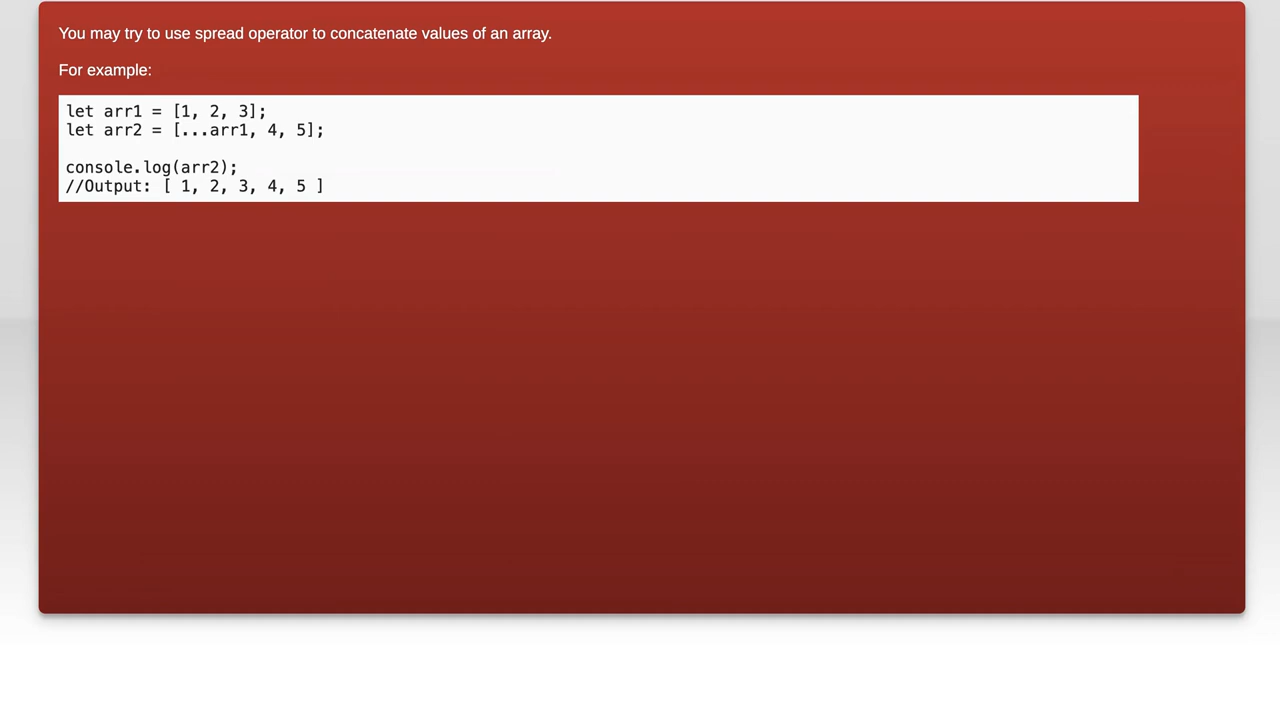 You may try to use spread operator to concatenate values of an array.
For example:
let arr1 = [1, 2, 3];
let arr2 = [...arr1, 4, 5];
console.log(arr2);
//Output: [ 1, 2, 3, 4, 5 ]